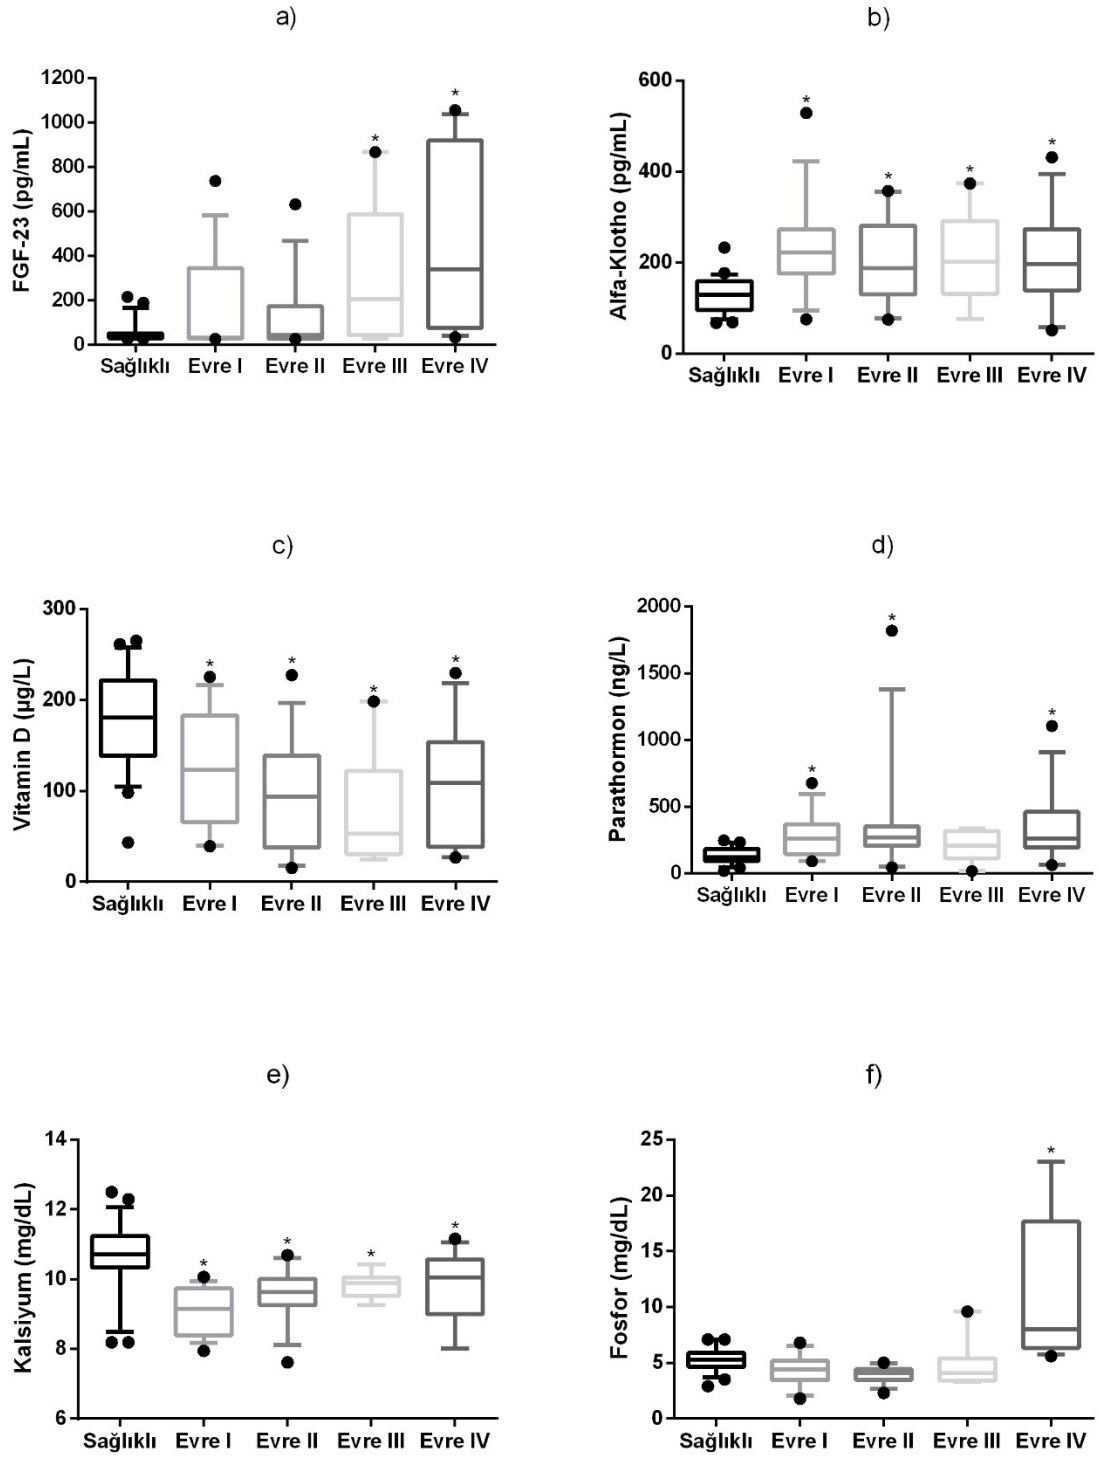 a)
FGF-23 (pg/mL)
1200
1000
800
600
400
200
0
* *
Sağlıklı Evre I Evre II Evre III Evre IV
b)
Alfa-Klotho (pg/mL)
600
400
200
0
* * * *
Sağlıklı Evre I Evre II Evre III Evre IV
c)
Vitamin D (µg/L)
300
200
100
0
* * * *
Sağlıklı Evre I Evre II Evre III Evre IV
d)
Parathormon (ng/L)
2000
1500
1000
500
0
* * *
Sağlıklı Evre I Evre II Evre III Evre IV
e)
Kalsiyum (mg/dL)
14
12
10
8
6
* * * *
Sağlıklı Evre I Evre II Evre III Evre IV
f)
Fosfor (mg/dL)
25
20
15
10
5
0
*
Sağlıklı Evre I Evre II Evre III Evre IV